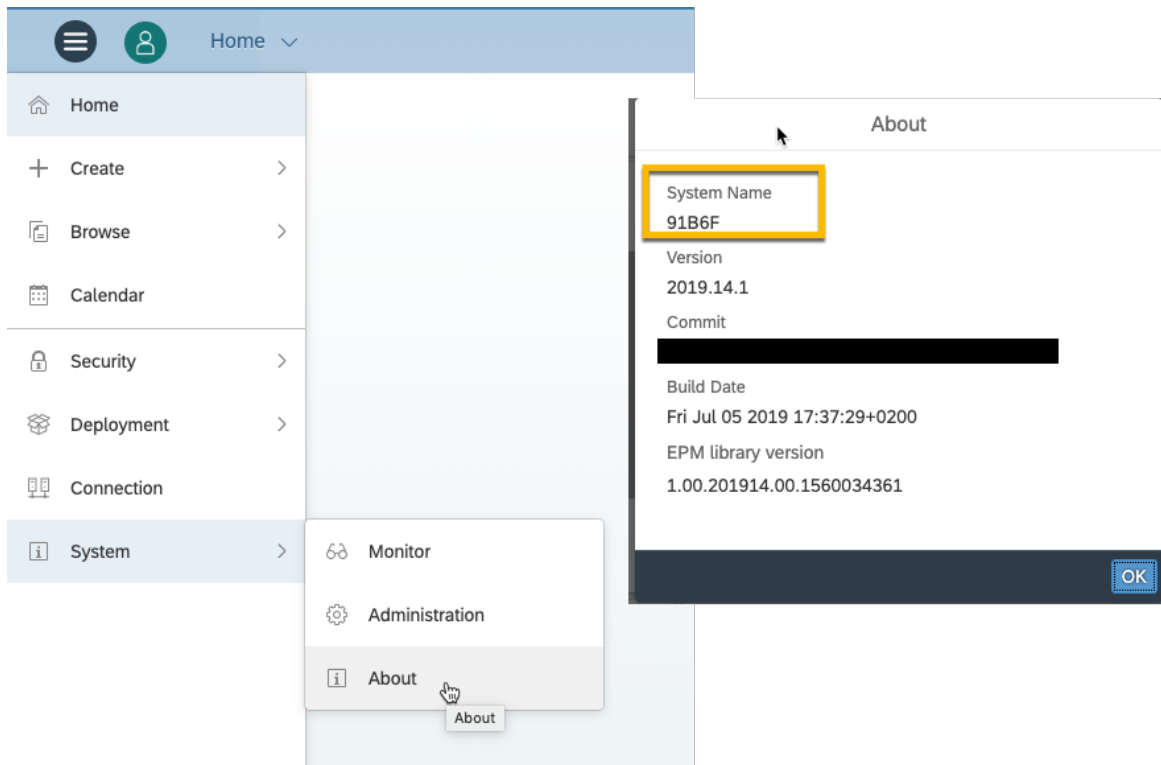 Home
Home
Create
Browse
Calendar
Security
Deployment
Connection
System
Monitor
Administration
About
About
About
System Name
91B6F
Version
2019.14.1
Commit
Build Date
Fri Jul 05 2019 17:37:29+0200
EPM library version
1.00.201914.00.1560034361
OK